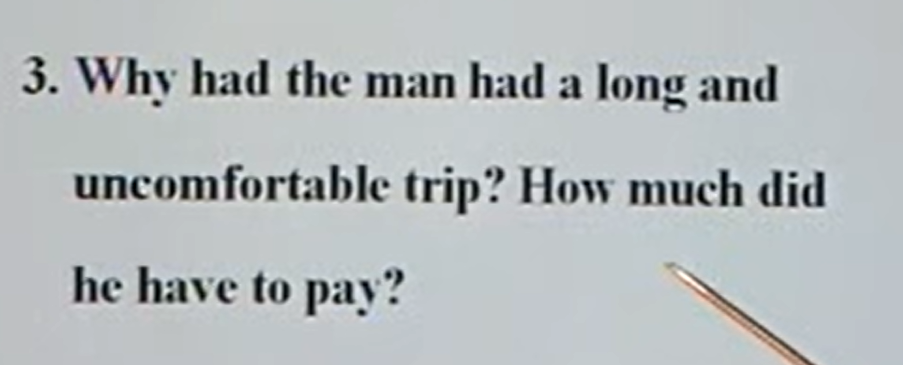 3. Why had the man had a long and
uncomfortable trip? How much did
he have to pay?